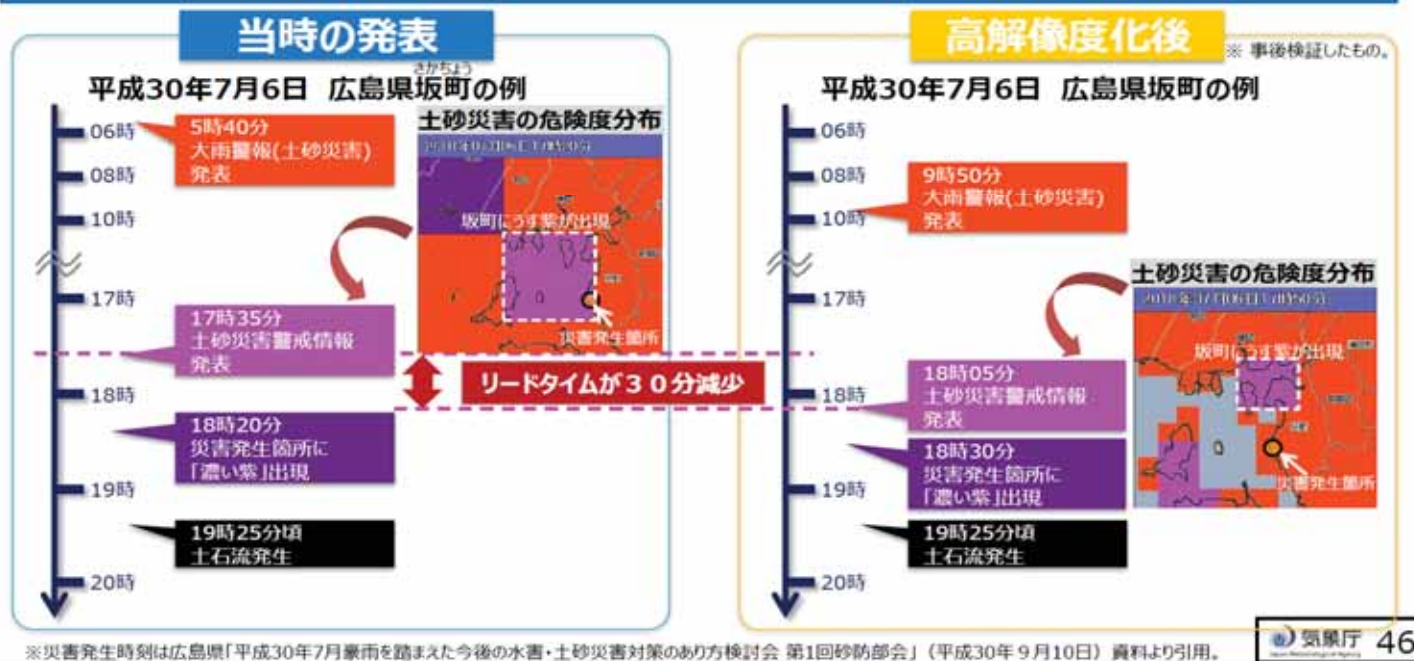 当時の発表
さかちょう
平成30年7月6日 広島県坂町の例
06時
08時
10時
17時
18時
19時
20時
5時40分
大雨警報(土砂災害)
発表
土砂災害の危険度分布
坂町にうす紫が出現
災害発生箇所
17時35分
土砂災害警戒情報
発表
リードタイムが30分減少
18時20分
災害発生箇所に
「濃い紫」出現
19時25分頃
土石流発生
高解像度化後
※ 事後検証したもの。
平成30年7月6日 広島県坂町の例
06時
08時
10時
17時
18時
19時
20時
9時50分
大雨警報(土砂災害)
発表
土砂災害の危険度分布
坂町にうす紫が出現
災害発生箇所
18時05分
土砂災害警戒情報
発表
18時30分
災害発生箇所に
「濃い紫」出現
19時25分頃
土石流発生
※災害発生時刻は広島県「平成30年7月豪雨を踏まえた今後の水害・土砂災害対策のあり方検討会 第1回砂防部会」(平成30年9月10日)資料より引用。
気象庁 46